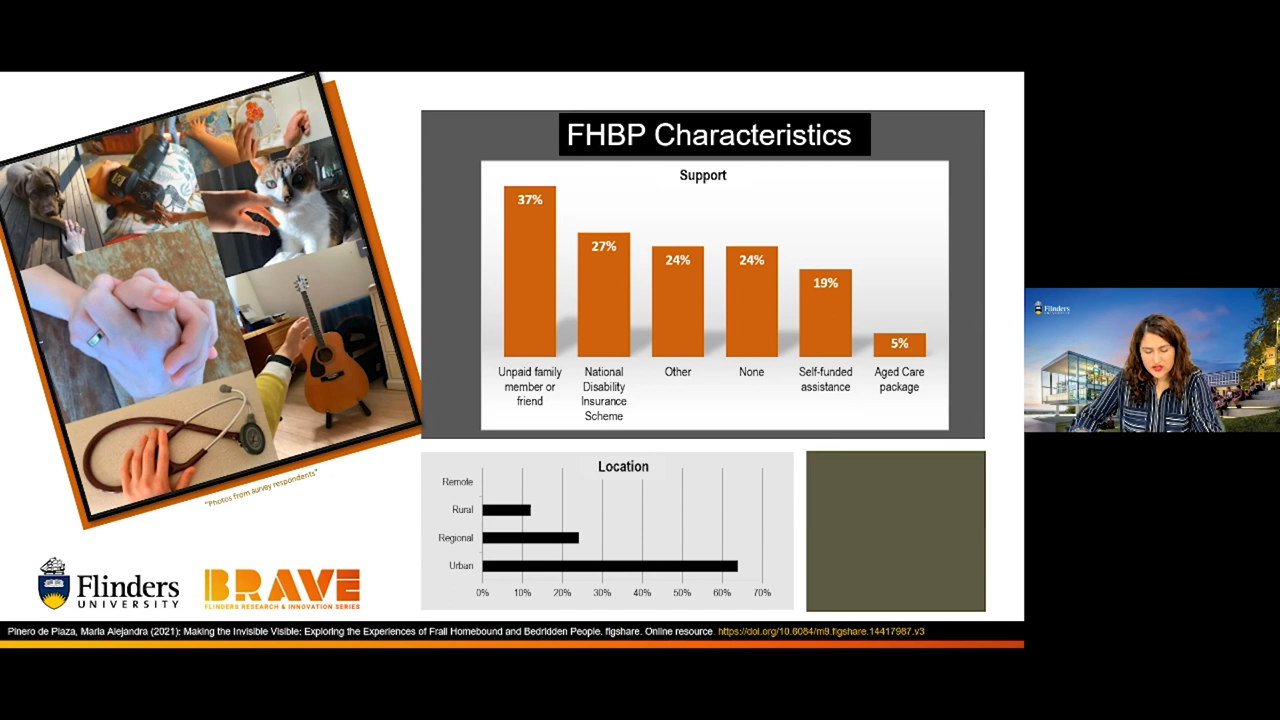 FHBP Characteristics
Support
37%
27%
24%
24%
19%
5%
Unpaid family
member or
friend
National
Disability
Insurance
Scheme
Other
None
Self-funded
assistance
Aged Care
package
"Photos from survey respondents"
Location
Remote
Rural
Regional
Urban
0% 10% 20% 30% 40% 50% 60% 70%
Flinders
UNIVERSITY
BRAVE
FLINDERS RESEARCH & INNOVATION SERIES
Pinero de Plaza, Maria Alejandra (2021): Making the Invisible Visible: Exploring the Experiences of Frail Homebound and Bedridden People. figshare. Online resource. https://doi.org/10.6084/m9.figshare.14417987.v3
Flinders
UNIVERSITY